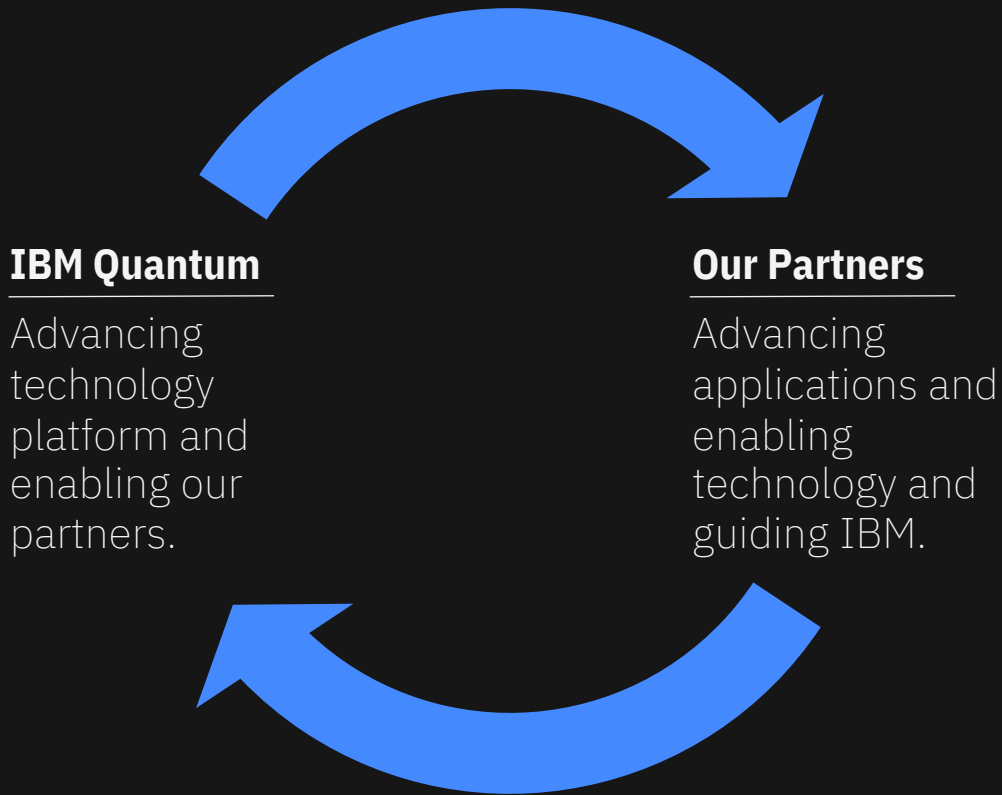 IBM Quantum
Advancing
technology
platform and
enabling our
partners.
Our Partners
Advancing
applications and
enabling
technology and
guiding IBM.